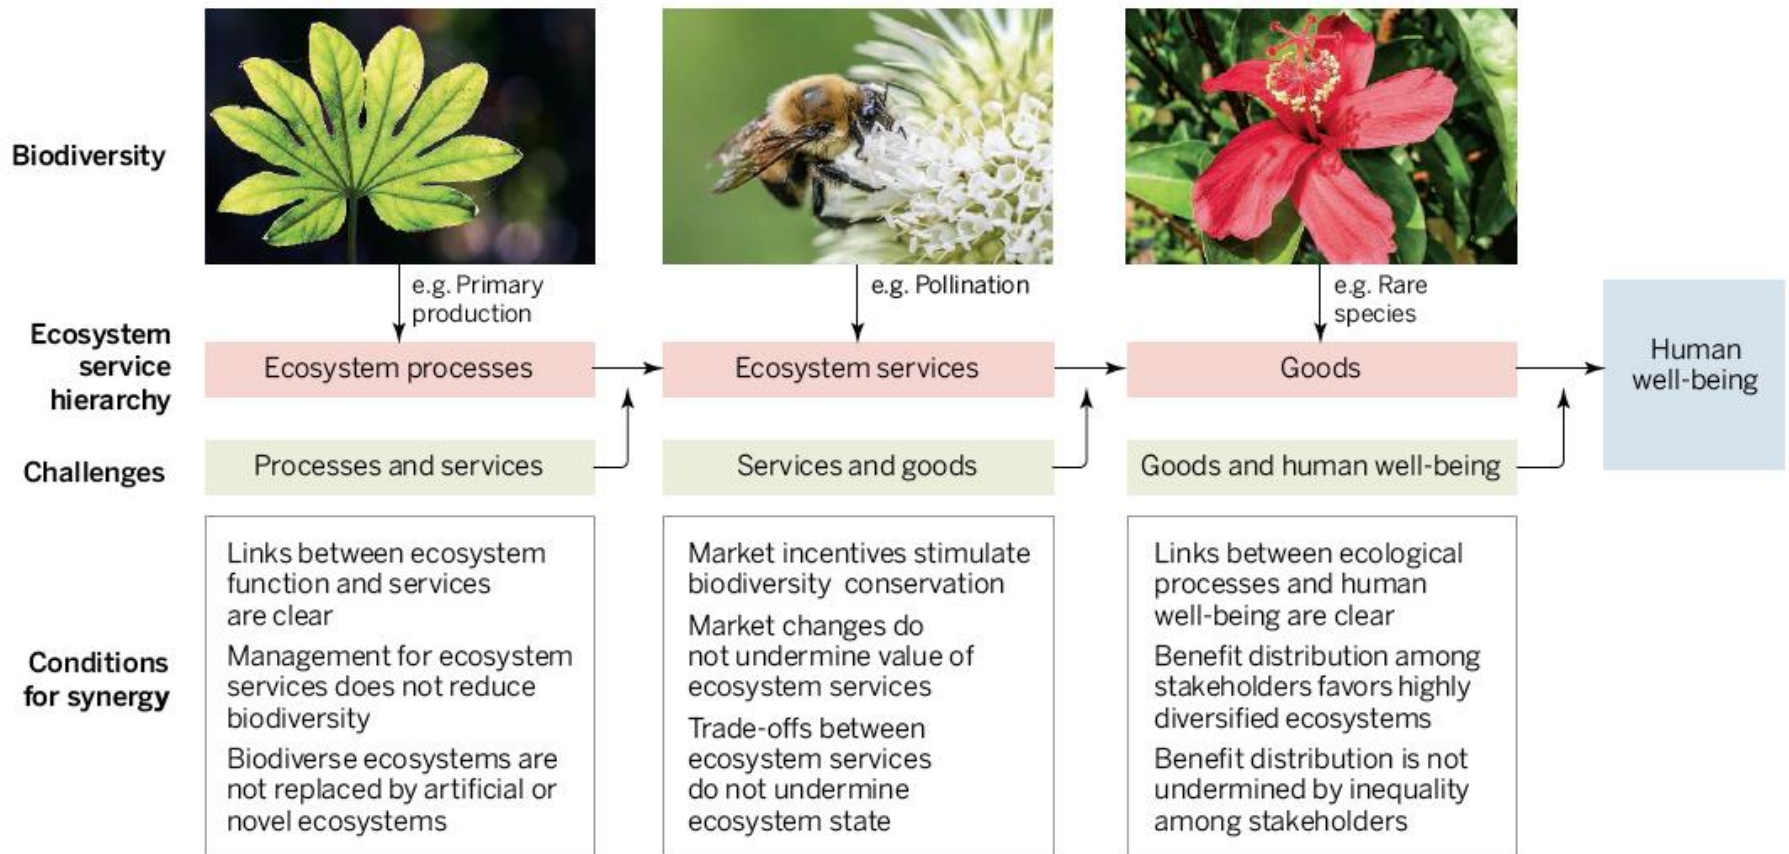 Biodiversity
e.g. Primary
production
e.g. Pollination
e.g. Rare
species
Ecosystem
service
hierarchy
Ecosystem processes
Ecosystem services
Goods
Human
well-being
Challenges
Processes and services
Services and goods
Goods and human well-being
Conditions
for synergy
Links between ecosystem
function and services
are clear
Management for ecosystem
services does not reduce
biodiversity
Biodiverse ecosystems are
not replaced by artificial or
novel ecosystems
Market incentives stimulate
biodiversity conservation
Market changes do
not undermine value of
ecosystem services
Trade-offs between
ecosystem services
do not undermine
ecosystem state
Links between ecological
processes and human
well-being are clear
Benefit distribution among
stakeholders favors highly
diversified ecosystems
Benefit distribution is not
undermined by inequality
among stakeholders